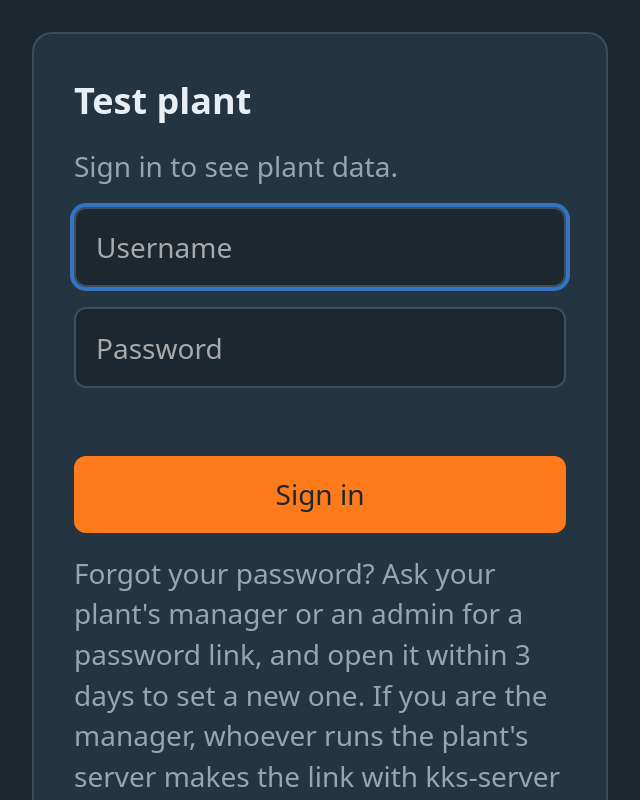 Test plant
Sign in to see plant data.
Username
Password
Sign in
Forgot your password? Ask your
plant's manager or an admin for a
password link, and open it within 3
days to set a new one. If you are the
manager, whoever runs the plant's
server makes the link with kks-server